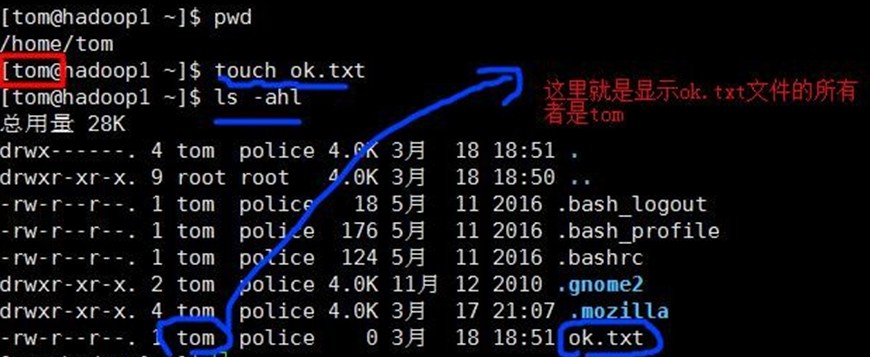 [tom@hadoop1 ~]$ pwd
/home/tom
[tom@hadoop1 ~]$ touch ok.txt
[tom@hadoop1 ~]$ ls -ahl
这里就是显示ok.txt文件的所有
者是tom
总用量 28K
drwx------. 4 tom police 4.0K 3月 18 18:51 .
drwxr-xr-x. 9 root root 4.0K 3月 18 18:50 ..
-rw-r--r--. 1 tom police 18 5月 11 2016 .bash_logout
-rw-r--r--. 1 tom police 176 5月 11 2016 .bash_profile
-rw-r--r--. 1 tom police 124 5月 11 2016 .bashrc
drwxr-xr-x. 2 tom police 4.0K 11月 12 2010 .gnome2
drwxr-xr-x. 4 tom police 4.0K 3月 17 21:07 .mozilla
-rw-r--r--. 1 tom police 0 3月 18 18:51 ok.txt